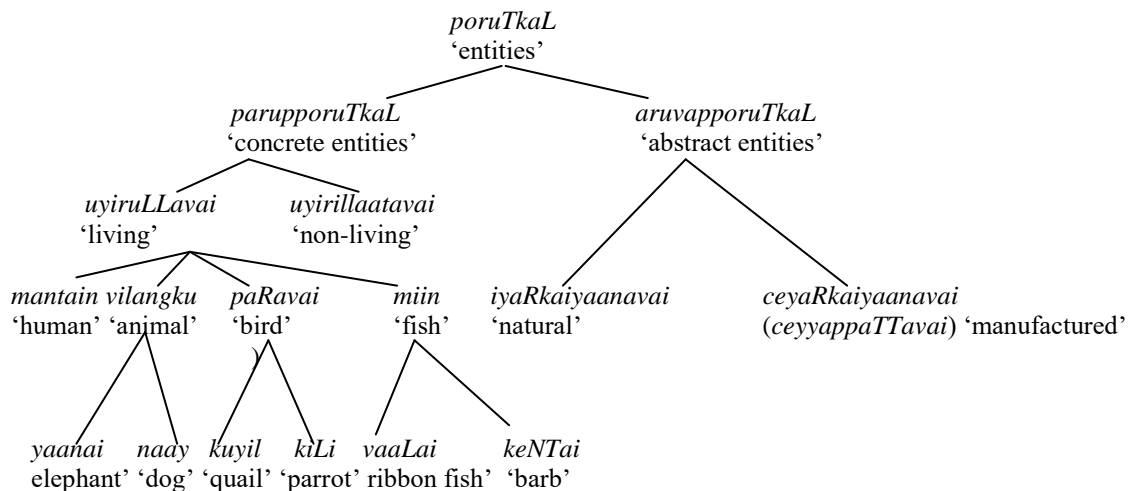 poruTkaL
‘entities’
parupporuTkaL aruvapporuTkaL
‘concrete entities’ ‘abstract entities’
uyiruLLavai uyirillaatavai
‘living’ ‘non-living’
mantain vilangku paRavai miin iyaRkaiyaanavai ceyaRkaiyaanavai
‘human’ ‘animal’ ‘bird’ ‘fish’ ‘natural’ (ceyyappaTTavai) ‘manufactured’
)
yaanai naay kuyil kiLi vaaLai keNTai
elephant’ ‘dog’ ‘quail’ ‘parrot’ ribbon fish’ ‘barb’